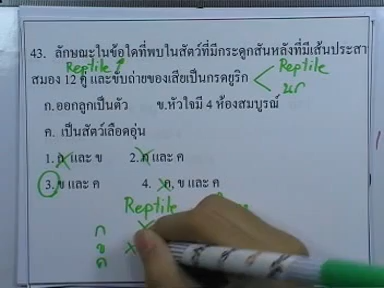 43. ลักษณะในข้อใดที่พบในสัตว์ที่มีกระดูกสันหลังที่มีเส้นประสา
Reptile
Reptile
สมอง 12 คู่ และขับถ่ายของเสียเป็นกรดยูริก
นก
ก.ออกลูกเป็นตัว ข.หัวใจมี 4 ห้องสมบูรณ์
ค. เป็นสัตว์เลือดอุ่น
1. ก และ ข 2. ก และ ค
3. ข และ ค 4. ก, ข และ ค
Reptile
ก
ข
ค